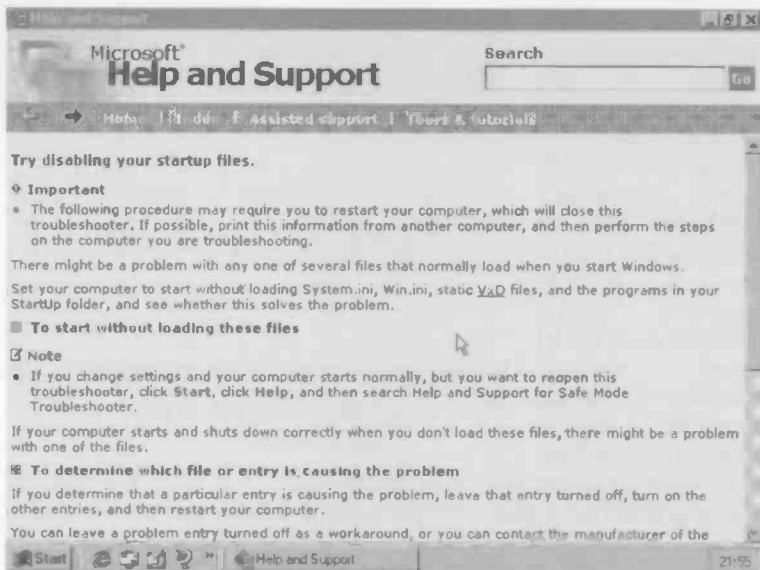 Help and Support
Microsoft®
Help and Support
Search
Go
Home | Index | Assisted support | Tours & tutorials
Try disabling your startup files.
Important
• The following procedure may require you to restart your computer, which will close this
troubleshooter. If possible, print this information from another computer, and then perform the steps
on the computer you are troubleshooting.
There might be a problem with any one of several files that normally load when you start Windows.
Set your computer to start without loading System.ini, Win.ini, static VxD files, and the programs in your
StartUp folder, and see whether this solves the problem.
To start without loading these files
Note
• If you change settings and your computer starts normally, but you want to reopen this
troubleshooter, click Start, click Help, and then search Help and Support for Safe Mode
Troubleshooter.
If your computer starts and shuts down correctly when you don't load these files, there might be a problem
with one of the files.
To determine which file or entry is causing the problem
If you determine that a particular entry is causing the problem, leave that entry turned off, turn on the
other entries, and then restart your computer.
You can leave a problem entry turned off as a workaround, or you can contact the manufacturer of the
Start
»
Help and Support
21:55